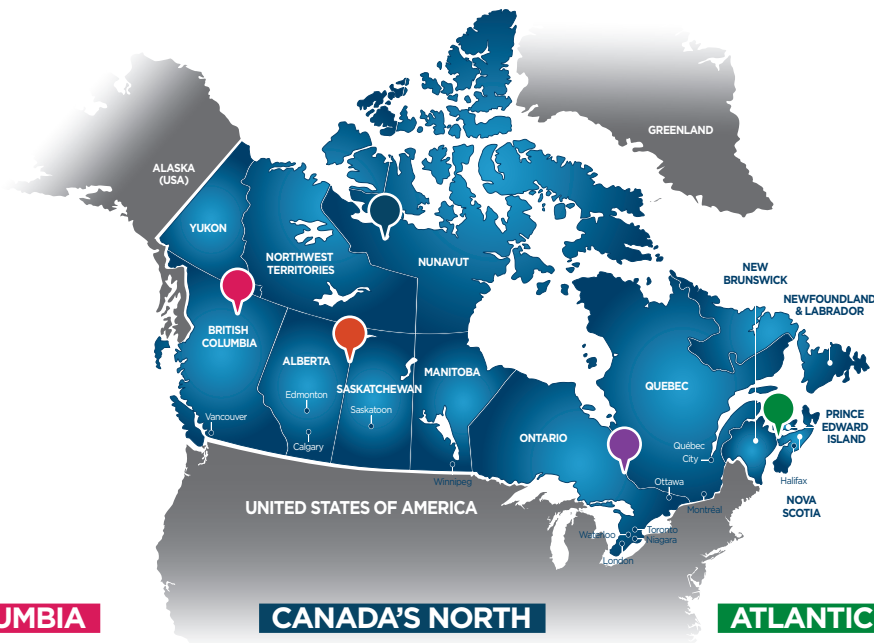 GREENLAND
ALASKA
(USA)
YUKON
NORTHWEST
TERRITORIES
NUNAVUT
NEW
BRUNSWICK
NEWFOUNDLAND
& LABRADOR
BRITISH
COLUMBIA
ALBERTA
SASKATCHEWAN
MANITOBA
QUEBEC
Edmonton
Saskatoon
Vancouver
Calgary
ONTARIO
PRINCE
EDWARD
ISLAND
Québec
City
Winnipeg
Ottawa
Halifax
Montréal
NOVA
SCOTIA
UNITED STATES OF AMERICA
Waterloo
Toronto
Niagara
London
UMBIA
CANADA'S NORTH
ATLANTIC